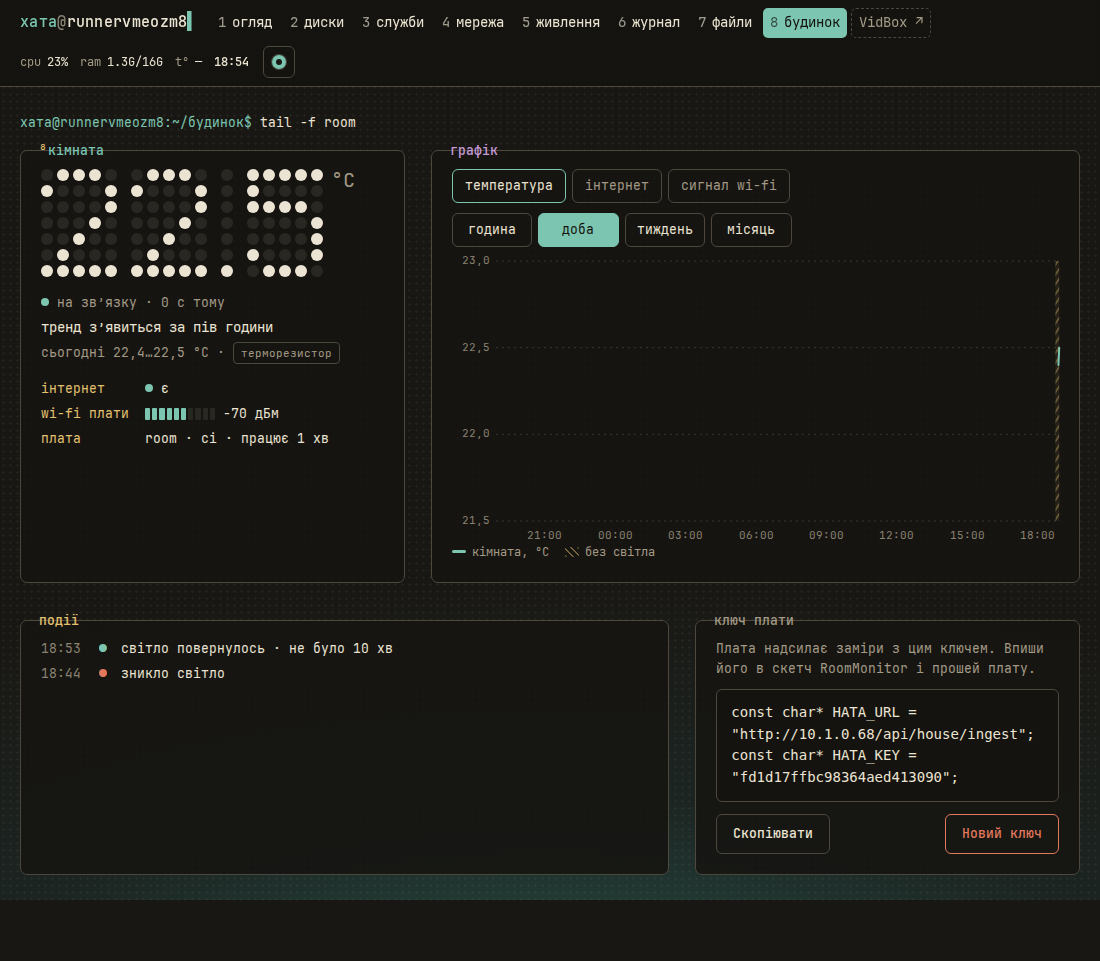 хата@runnervmeozm8 1 огляд 2 диски 3 служби 4 мережа 5 живлення 6 журнал 7 файли 8 будинок VidBox ↗
cpu 23% ram 1.3G/16G t° — 18:54
хата@runnervmeozm8:~/будинок$ tail -f room
⁸кімната
22.5 °C
на зв'язку · 0 с тому
тренд з'явиться за пів години
сьогодні 22,4…22,5 °C · терморезистор
інтернет є
wi-fi плати -70 дБм
плата room · ci · працює 1 хв
графік
температура інтернет сигнал wi-fi
година доба тиждень місяць
23,0
22,5
22,0
21,5
21:00 00:00 03:00 06:00 09:00 12:00 15:00 18:00
кімната, °C без світла
події
18:53 світло повернулось · не було 10 хв
18:44 зникло світло
ключ плати
Плата надсилає заміри з цим ключем. Впиши
його в скетч RoomMonitor і прошей плату.
const char* HATA_URL =
"http://10.1.0.68/api/house/ingest";
const char* HATA_KEY =
"fd1d17ffbc98364aed413090";
Скопіювати Новий ключ